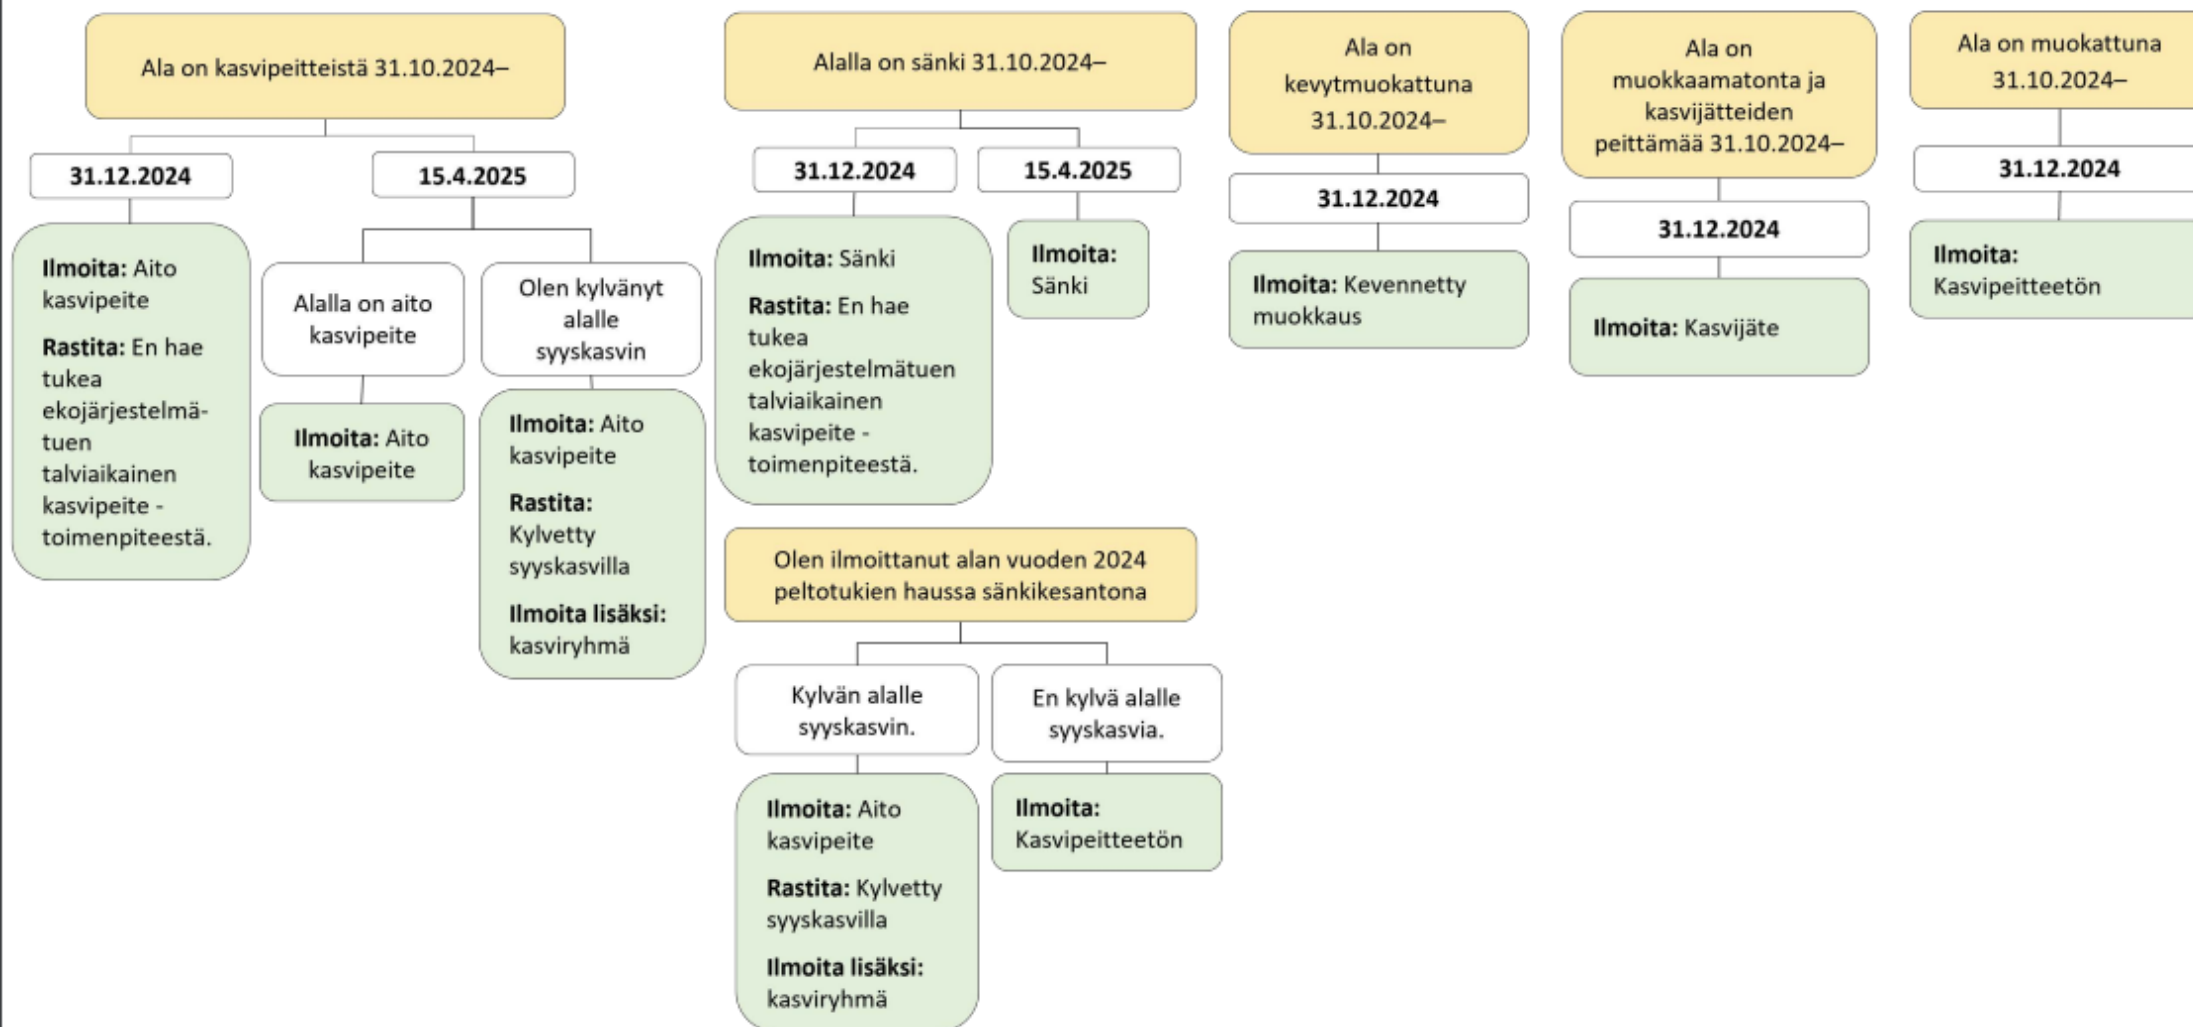 Ala on kasvipeitteistä 31.10.2024–
31.12.2024
Ilmoita: Aito
kasvipeite
Rastita: En hae
tukea
ekojärjestelmä-
tuen
talviaikainen
kasvipeite -
toimenpiteestä.
15.4.2025
Alalla on aito
kasvipeite
Ilmoita: Aito
kasvipeite
Olen kylvänyt
alalle
syyskasvin
Ilmoita: Aito
kasvipeite
Rastita:
Kylvetty
syyskasvilla
Ilmoita lisäksi:
kasviryhmä
Alalla on sänki 31.10.2024–
31.12.2024
Ilmoita: Sänki
Rastita: En hae
tukea
ekojärjestelmätuen
talviaikainen
kasvipeite -
toimenpiteestä.
15.4.2025
Ilmoita:
Sänki
Olen ilmoittanut alan vuoden 2024
peltotukien haussa sänkikesantona
Kylvän alalle
syyskasvin.
Ilmoita: Aito
kasvipeite
Rastita: Kylvetty
syyskasvilla
Ilmoita lisäksi:
kasviryhmä
En kylvä alalle
syyskasvia.
Ilmoita:
Kasvipeitteetön
Ala on
kevytmuokattuna
31.10.2024–
31.12.2024
Ilmoita: Kevennetty
muokkaus
Ala on
muokkaamatonta ja
kasvijätteiden
peittämää 31.10.2024–
31.12.2024
Ilmoita: Kasvijäte
Ala on muokattuna
31.10.2024–
31.12.2024
Ilmoita:
Kasvipeitteetön